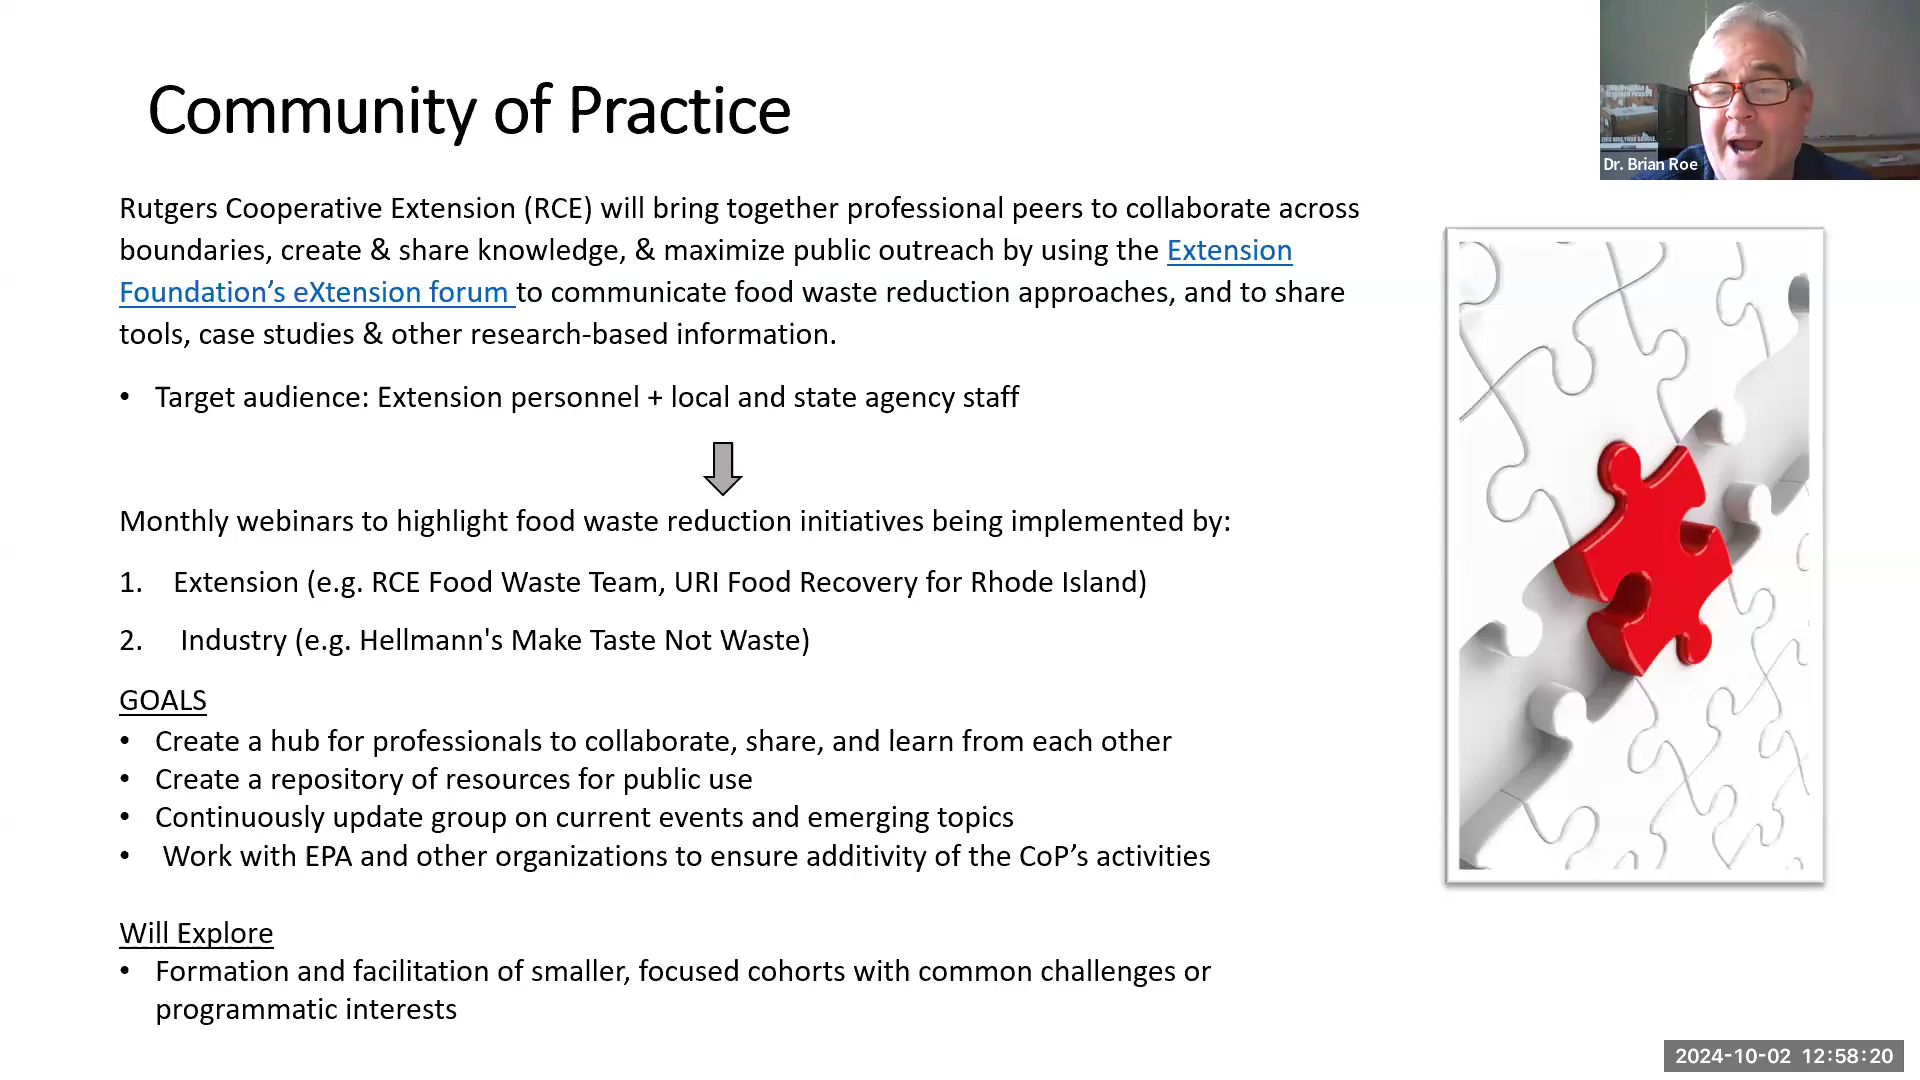 Community of Practice
Dr. Brian Roe
Rutgers Cooperative Extension (RCE) will bring together professional peers to collaborate across
boundaries, create & share knowledge, & maximize public outreach by using the Extension
Foundation’s eXtension forum to communicate food waste reduction approaches, and to share
tools, case studies & other research-based information.
• Target audience: Extension personnel + local and state agency staff
Monthly webinars to highlight food waste reduction initiatives being implemented by:
1. Extension (e.g. RCE Food Waste Team, URI Food Recovery for Rhode Island)
2. Industry (e.g. Hellmann's Make Taste Not Waste)
GOALS
• Create a hub for professionals to collaborate, share, and learn from each other
• Create a repository of resources for public use
• Continuously update group on current events and emerging topics
• Work with EPA and other organizations to ensure additivity of the CoP’s activities
Will Explore
• Formation and facilitation of smaller, focused cohorts with common challenges or
programmatic interests
2024-10-02 12:58:20